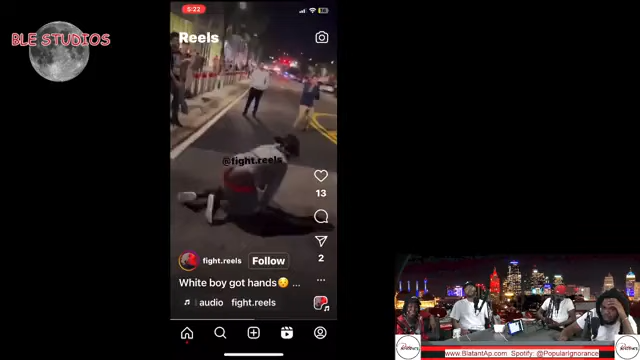 5:22
BLE STUDIOS
Reels
@fight.reels
13
2
fight.reels
Follow
White boy got hands😮‍💨 ...
audio fight.reels
www.BlatantAp.com Spotify: @Popularignorance